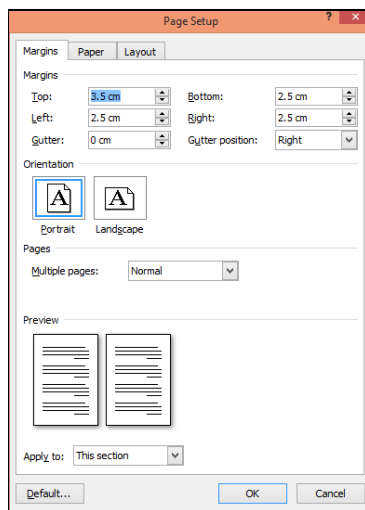 Page Setup ? ×
Margins Paper Layout
Margins
Top: 3.5 cm Bottom: 2.5 cm
Left: 2.5 cm Right: 2.5 cm
Gutter: 0 cm Gutter position: Right
Orientation
A A
Portrait Landscape
Pages
Multiple pages: Normal
Preview
Apply to: This section
Default... OK Cancel